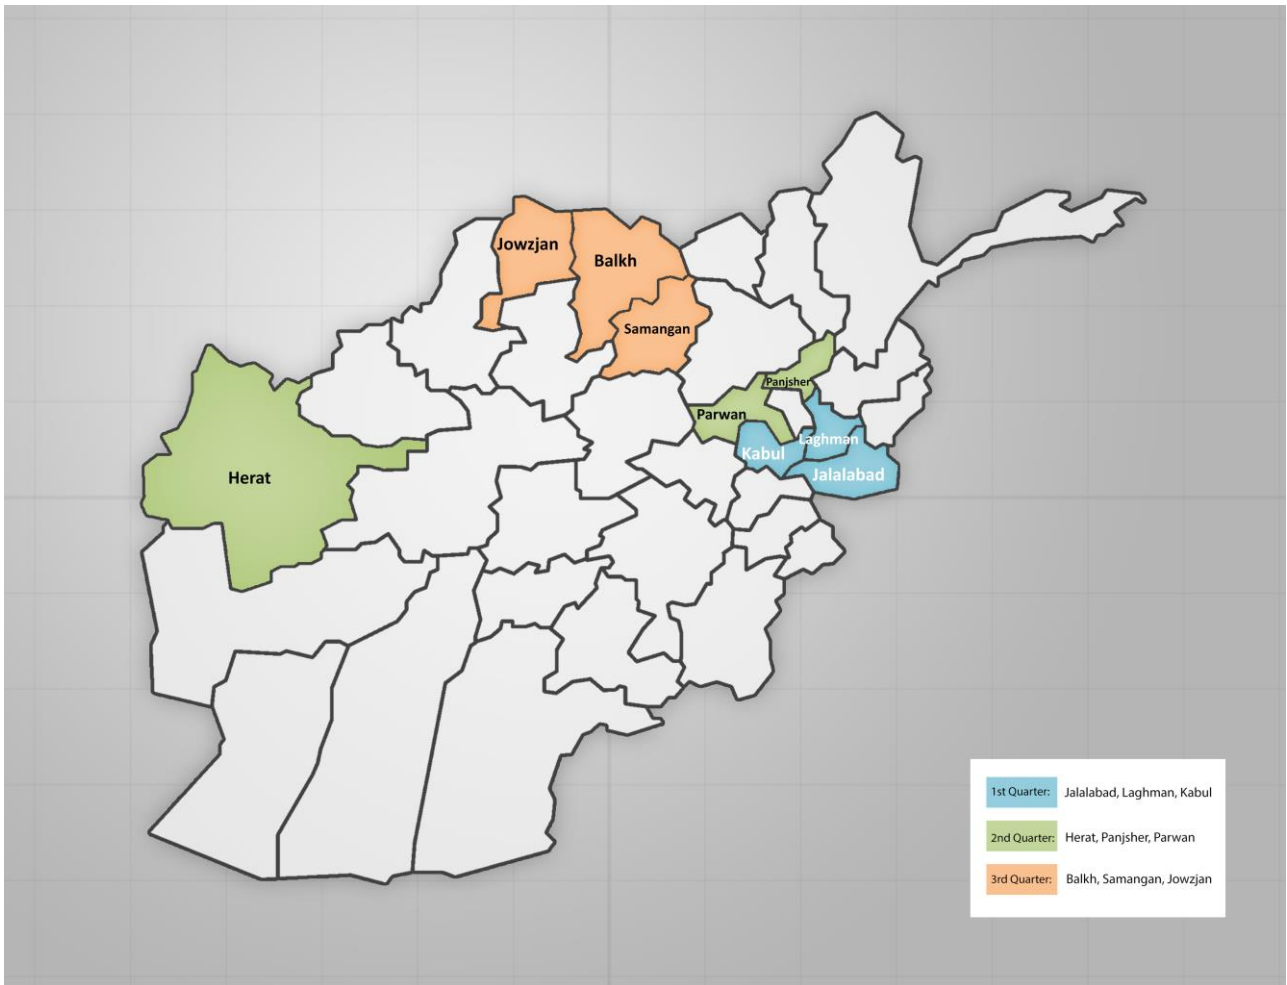 Jowzjan
Balkh
Samangan
Panjsher
Parwan
Laghman
Kabul
Herat
Jalalabad
1st Quarter: Jalalabad, Laghman, Kabul
2nd Quarter: Herat, Panjsher, Parwan
3rd Quarter: Balkh, Samangan, Jowzjan